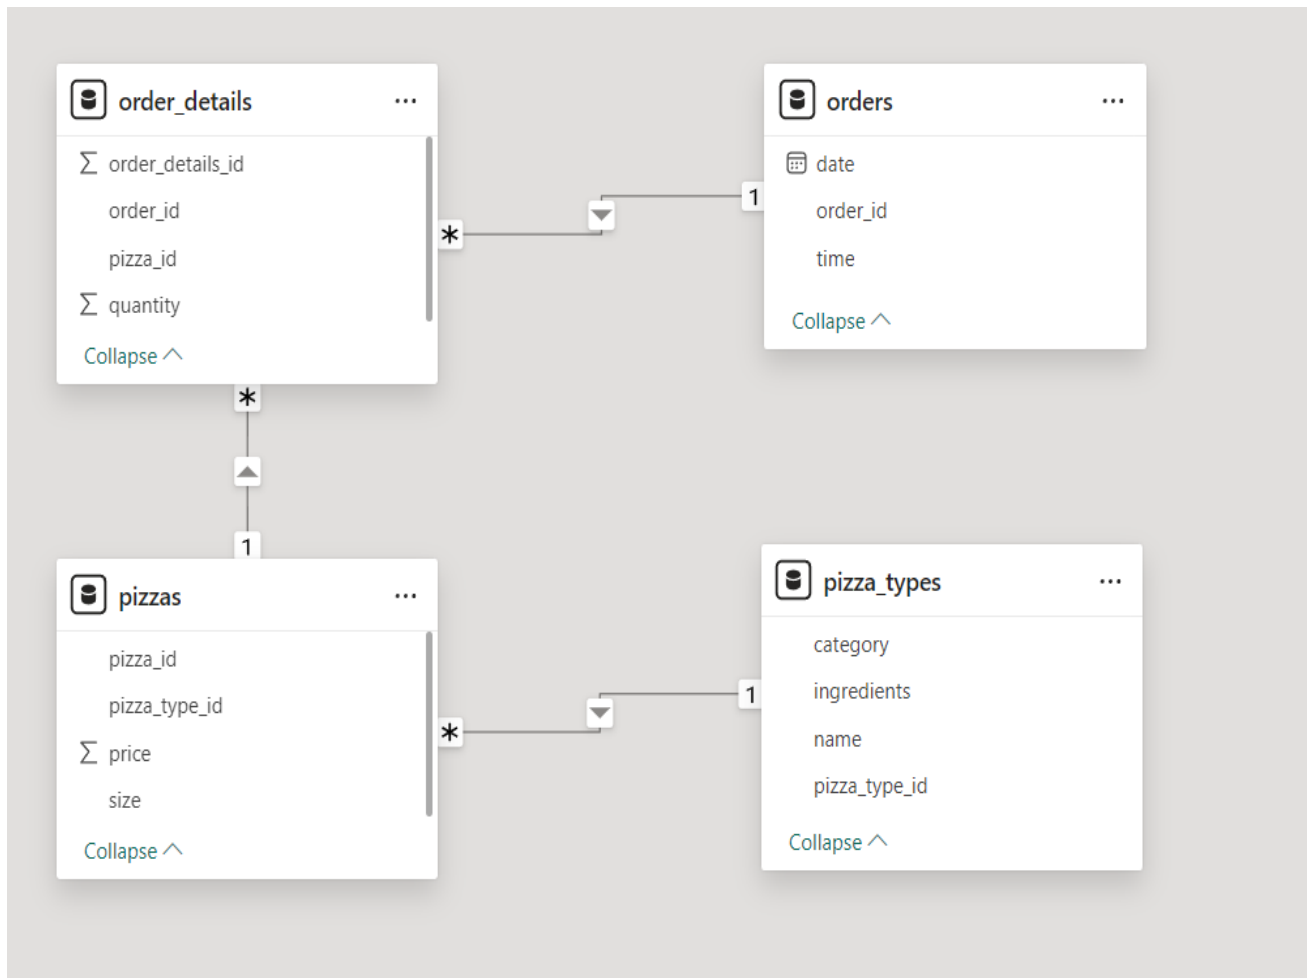 order_details
...
order_details_id
order_id
pizza_id
quantity
Collapse
orders
...
date
order_id
time
Collapse
*
1
*
1
pizzas
...
pizza_id
pizza_type_id
price
size
Collapse
*
1
pizza_types
...
category
ingredients
name
pizza_type_id
Collapse